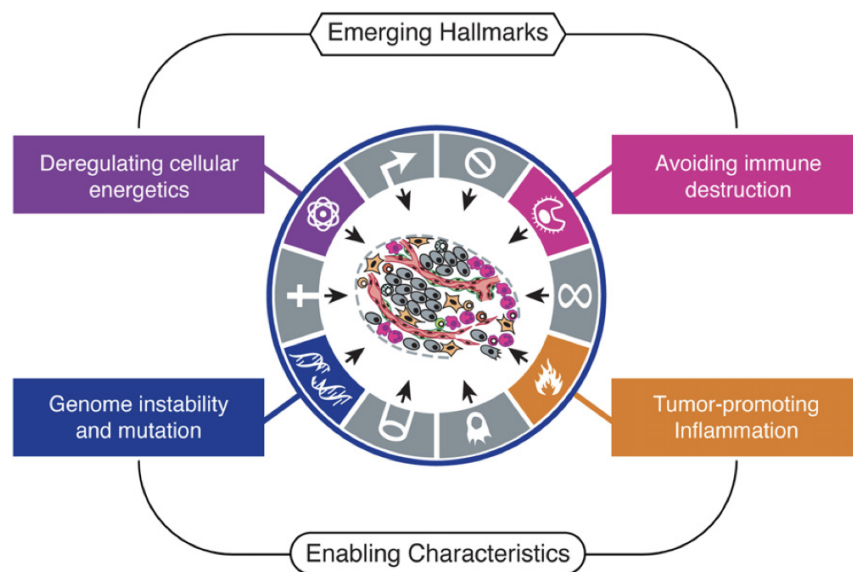 Emerging Hallmarks
Deregulating cellular
energetics
Avoiding immune
destruction
Genome instability
and mutation
Tumor-promoting
Inflammation
Enabling Characteristics